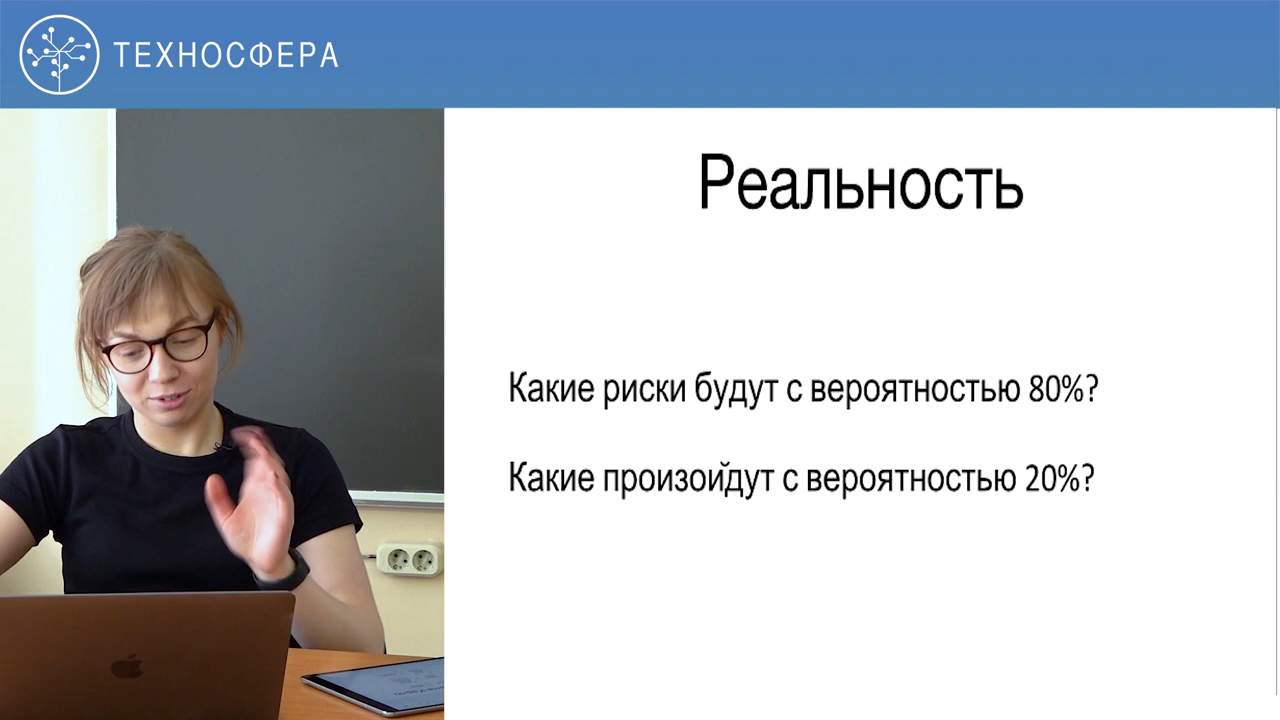 ТЕХНОСФЕРА
Реальность
Какие риски будут с вероятностью 80%?
Какие произойдут с вероятностью 20%?